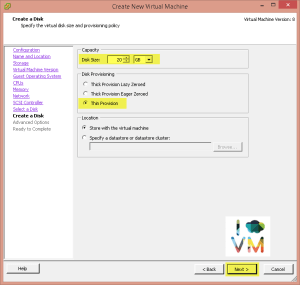 Create New Virtual Machine
Create a Disk
Specify the virtual disk size and provisioning policy
Virtual Machine Version: 8
Configuration
Name and Location
Storage
Virtual Machine Version
Guest Operating System
CPUs
Memory
Network
SCSI Controller
Select a Disk
Create a Disk
Advanced Options
Ready to Complete
Capacity
Disk Size: 20 GB
Disk Provisioning
Thick Provision Lazy Zeroed
Thick Provision Eager Zeroed
Thin Provision
Location
Store with the virtual machine
Specify a datastore or datastore cluster:
Browse...
I
VM
Help
< Back
Next >
Cancel